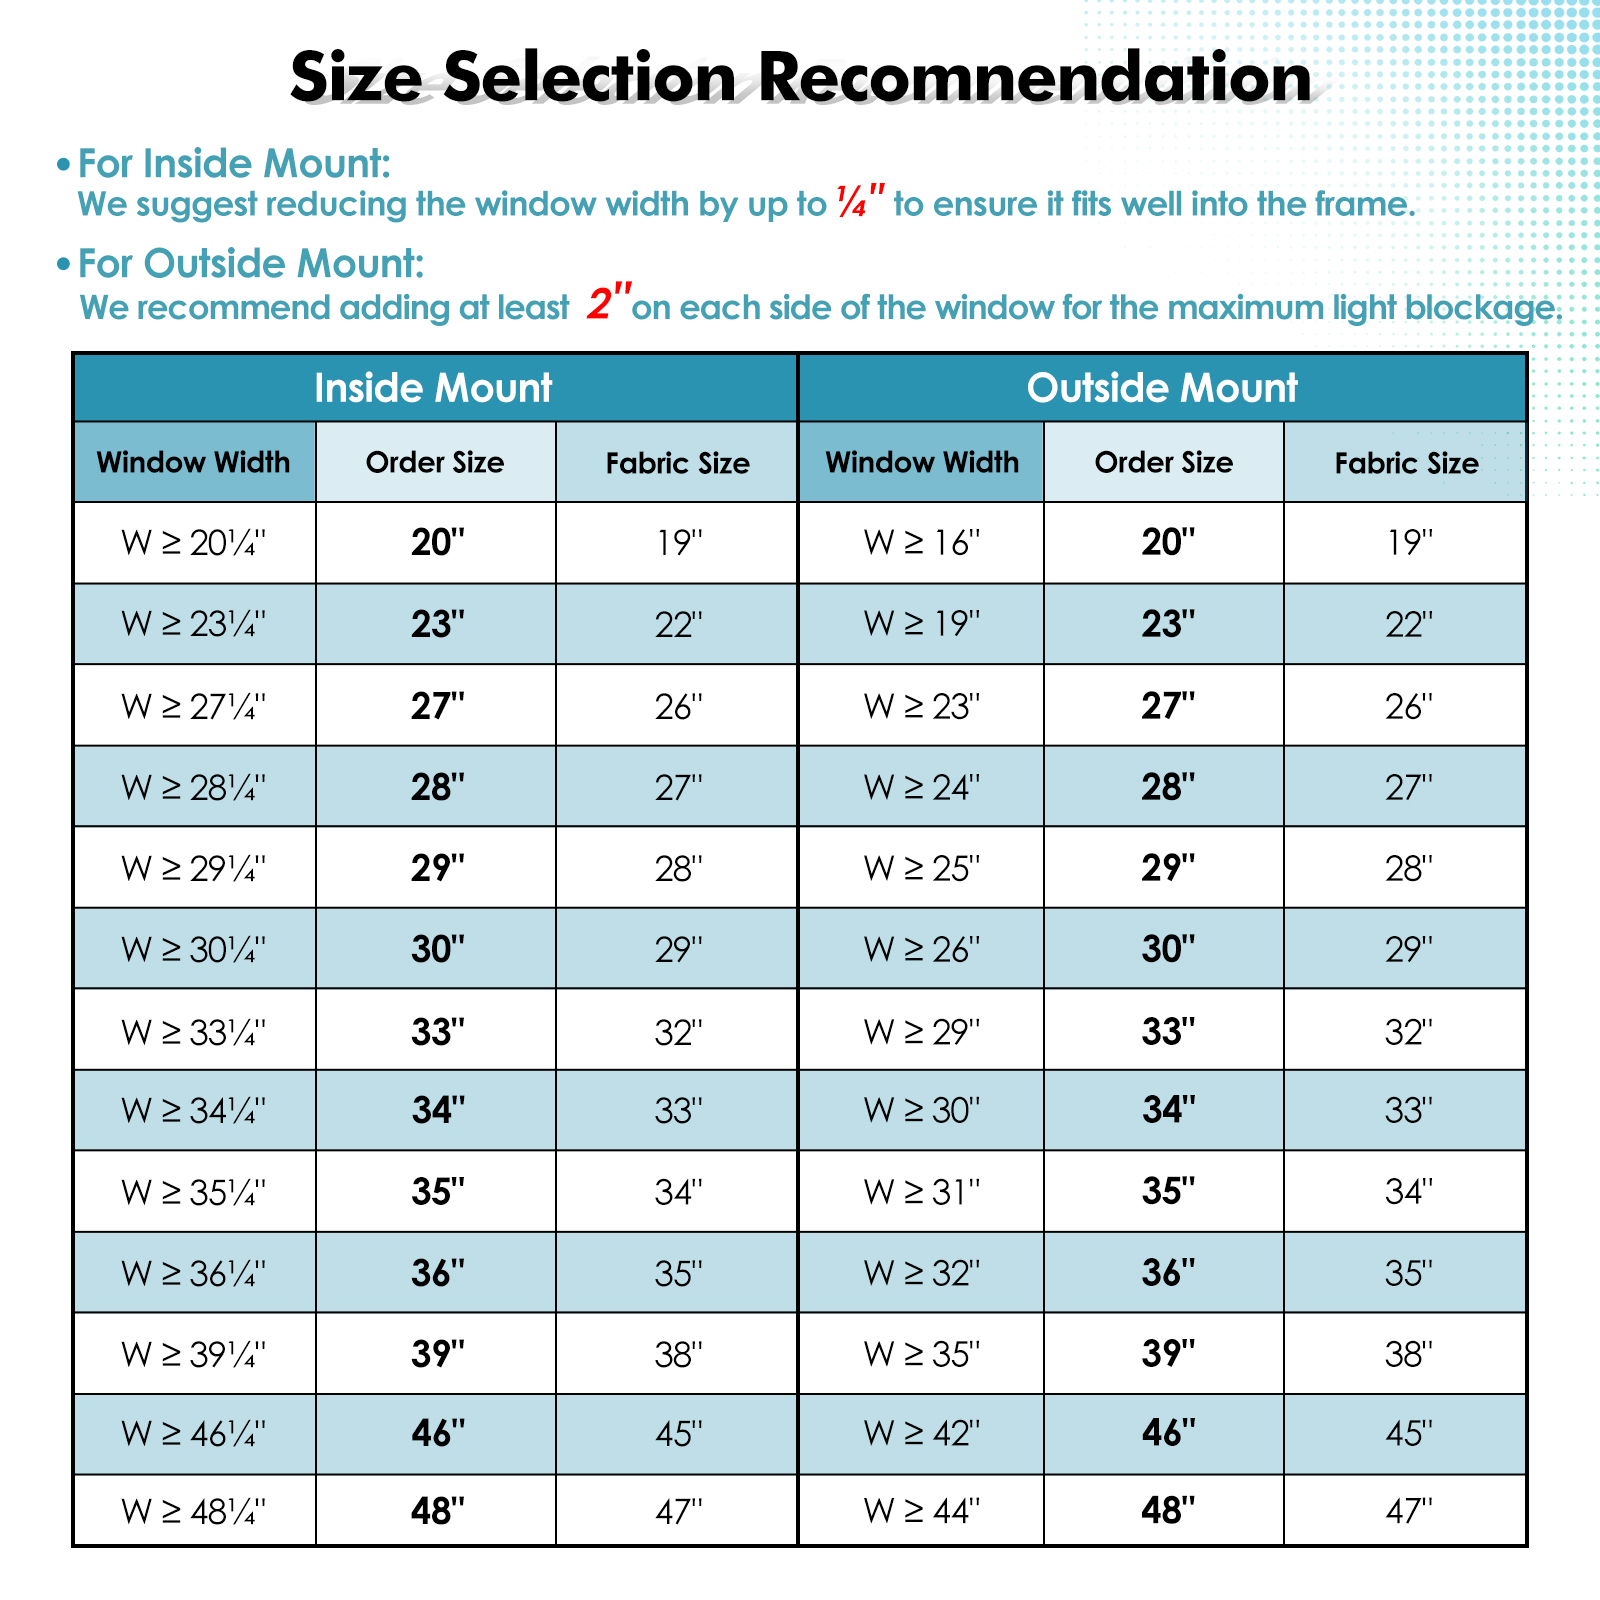 Size Selection Recomnendation
•For Inside Mount:
We suggest reducing the window width by up to ¼" to ensure it fits well into the frame.
•For Outside Mount:
We recommend adding at least 2" on each side of the window for the maximum light blockage.
Inside Mount Outside Mount
Window Width Order Size Fabric Size Window Width Order Size Fabric Size
W ≥ 20¼" 20" 19" W ≥ 16" 20" 19"
W ≥ 23¼" 23" 22" W ≥ 19" 23" 22"
W ≥ 27¼" 27" 26" W ≥ 23" 27" 26"
W ≥ 28¼" 28" 27" W ≥ 24" 28" 27"
W ≥ 29¼" 29" 28" W ≥ 25" 29" 28"
W ≥ 30¼" 30" 29" W ≥ 26" 30" 29"
W ≥ 33¼" 33" 32" W ≥ 29" 33" 32"
W ≥ 34¼" 34" 33" W ≥ 30" 34" 33"
W ≥ 35¼" 35" 34" W ≥ 31" 35" 34"
W ≥ 36¼" 36" 35" W ≥ 32" 36" 35"
W ≥ 39¼" 39" 38" W ≥ 35" 39" 38"
W ≥ 46¼" 46" 45" W ≥ 42" 46" 45"
W ≥ 48¼" 48" 47" W ≥ 44" 48" 47"